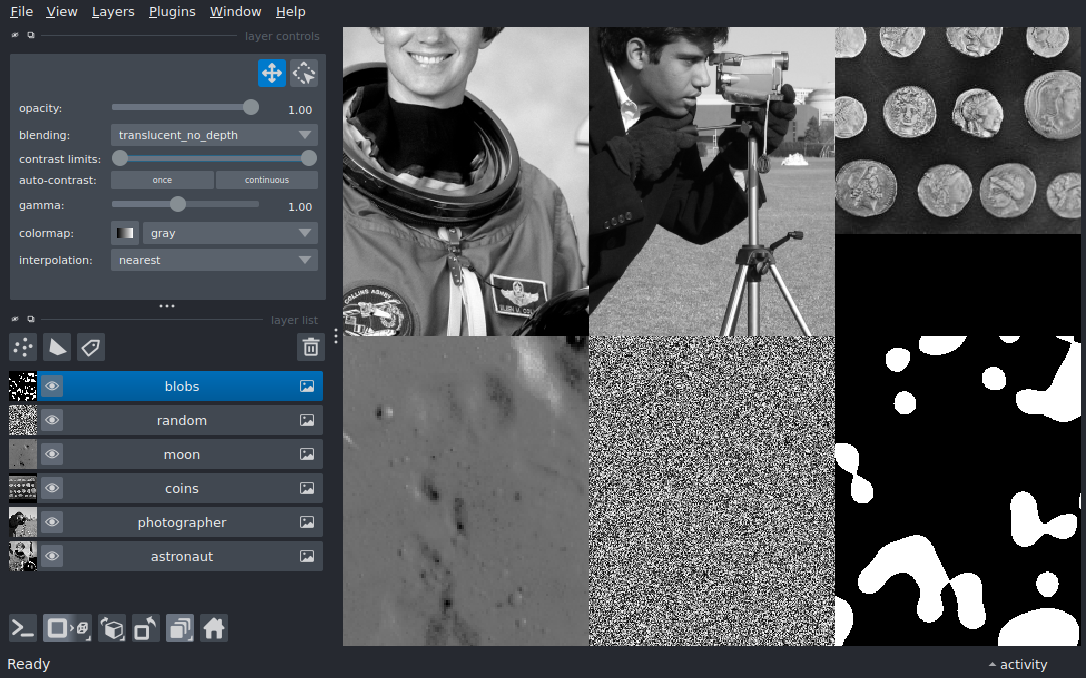 File View Layers Plugins Window Help
layer controls
opacity: 1.00
blending: translucent_no_depth
contrast limits:
auto-contrast: once continuous
gamma: 1.00
colormap: gray
interpolation: nearest
layer list
blobs
random
moon
coins
photographer
astronaut
Ready
activity